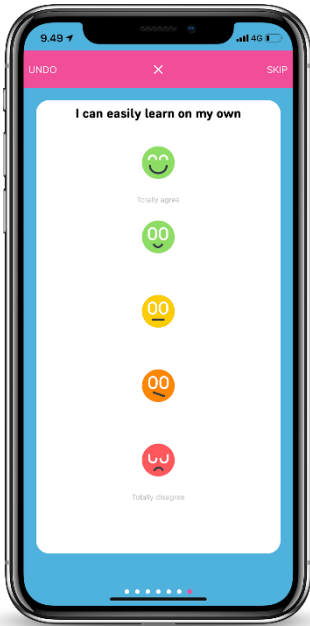 9.49 4G
UNDO × SKIP
I can easily learn on my own
Totally agree
Totally disagree